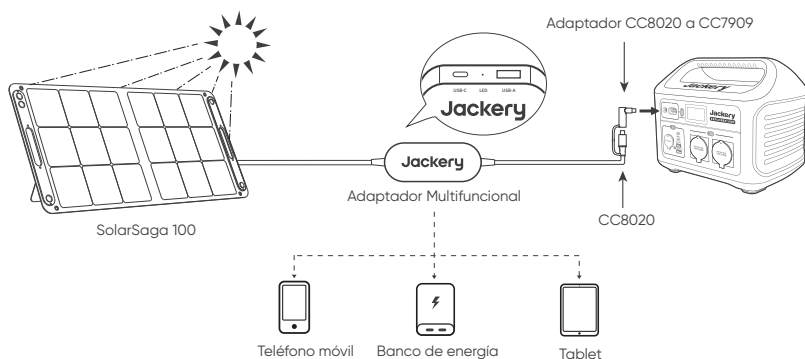 Adaptador CC8020 a CC7909
USB-C LED USB-A
Jackery
Jackery
Jackery
Jackery
Adaptador Multifuncional
CC8020
SolarSaga 100
Teléfono móvil
Banco de energía
Tablet